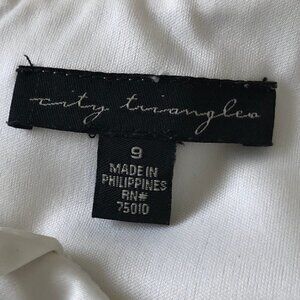 city triangles
9
MADE IN
PHILIPPINES
RN#
75010